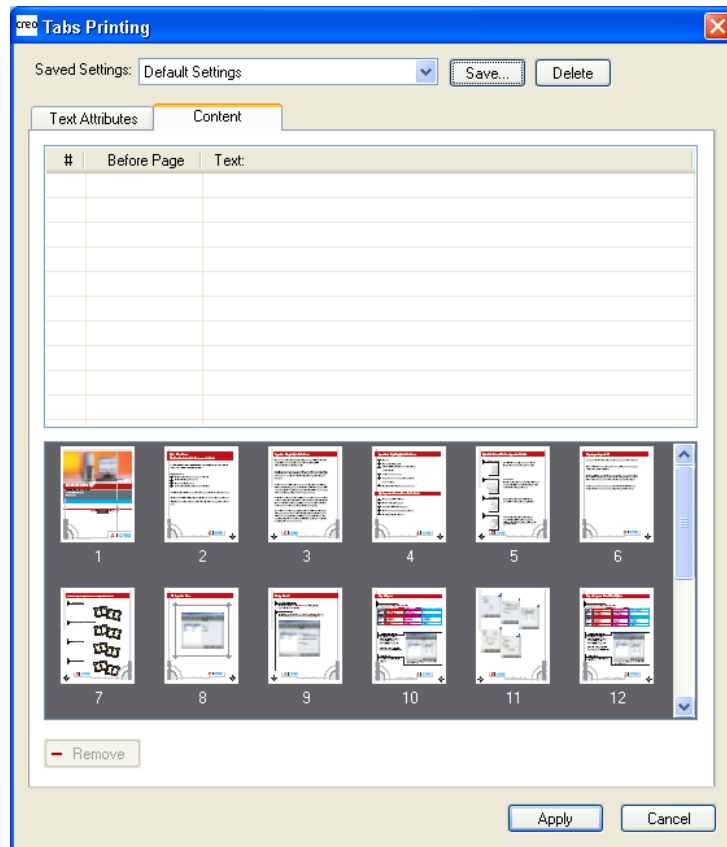 creo Tabs Printing
Saved Settings: Default Settings Save... Delete
Text Attributes Content
# Before Page Text:
1 2 3 4 5 6
7 8 9 10 11 12
Remove
Apply Cancel